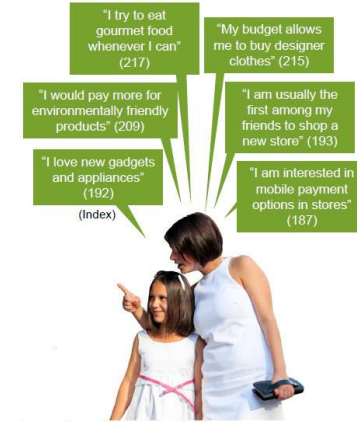 “I try to eat
gourmet food
whenever I can”
(217)
“My budget allows
me to buy designer
clothes” (215)
“I would pay more for
environmentally friendly
products” (209)
“I am usually the
first among my
friends to shop a
new store” (193)
“I love new gadgets
and appliances”
(192)
“I am interested in
mobile payment
options in stores”
(187)
(Index)